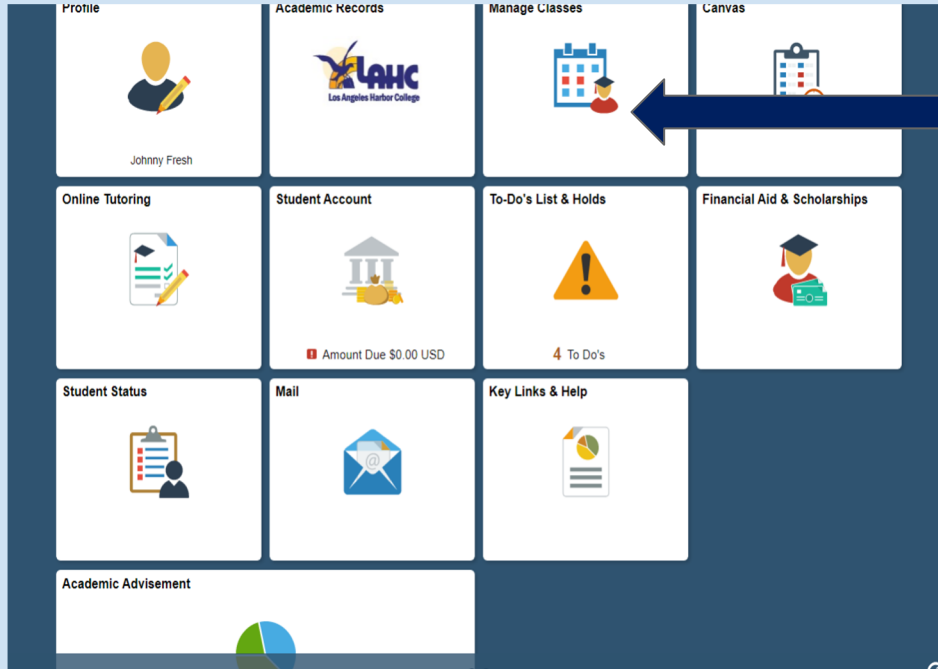 Profile
Academic Records
Manage Classes
Canvas
LAHC
Los Angeles Harbor College
Johnny Fresh
Online Tutoring
Student Account
To-Do's List & Holds
Financial Aid & Scholarships
! Amount Due $0.00 USD
4 To Do's
Student Status
Mail
Key Links & Help
@
Academic Advisement